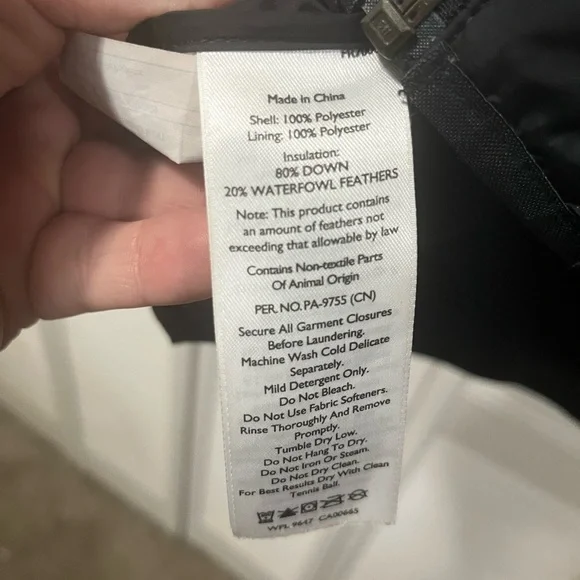 Made in China
Shell: 100% Polyester
Lining: 100% Polyester
Insulation:
80% DOWN
20% WATERFOWL FEATHERS
Note: This product contains
an amount of feathers not
exceeding that allowable by law
Contains Non-textile Parts
Of Animal Origin
PER. NO. PA-9755 (CN)
Secure All Garment Closures
Before Laundering.
Machine Wash Cold Delicate
Separately.
Mild Detergent Only.
Do Not Bleach.
Do Not Use Fabric Softeners.
Rinse Thoroughly And Remove
Promptly.
Tumble Dry Low.
Do Not Hang To Dry.
Do Not Iron Or Steam.
Do Not Dry Clean.
For Best Results Dry With Clean
Tennis Ball.
WPL 9647 CA00665